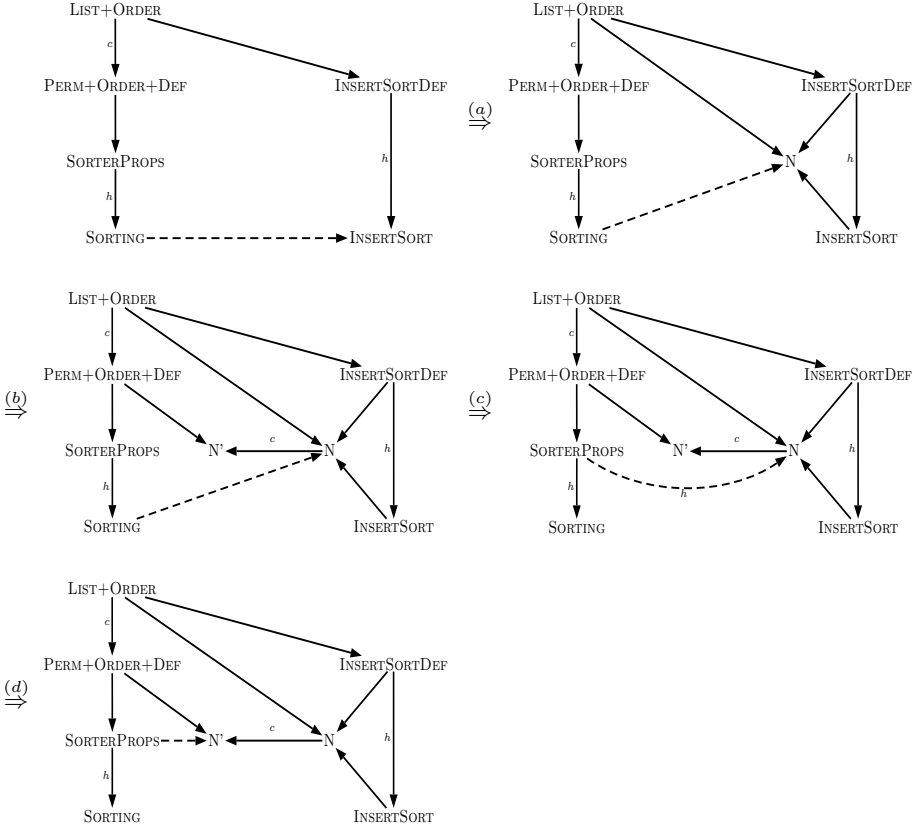 LIST+ORDER
c
PERM+ORDER+DEF INSERTSORTDEF
SORTERPROPS
h
h
SORTING INSERTSORT
(a)
⇒
LIST+ORDER
c
PERM+ORDER+DEF INSERTSORTDEF
SORTERPROPS N
h
h
SORTING INSERTSORT
(b)
⇒
LIST+ORDER
c
PERM+ORDER+DEF INSERTSORTDEF
SORTERPROPS N' c N
h
h
SORTING INSERTSORT
(c)
⇒
LIST+ORDER
c
PERM+ORDER+DEF INSERTSORTDEF
SORTERPROPS N' c N
h
h
h
SORTING INSERTSORT
(d)
⇒
LIST+ORDER
c
PERM+ORDER+DEF INSERTSORTDEF
SORTERPROPS N' c N
h
h
SORTING INSERTSORT